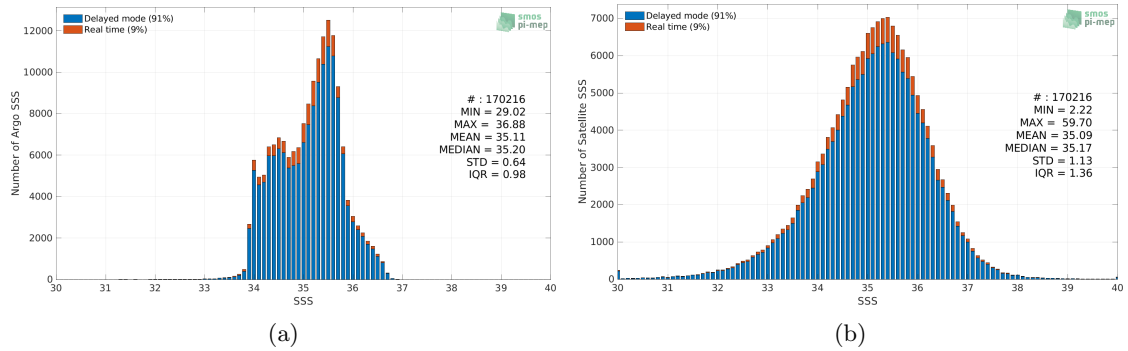 Delayed mode (91%)
Real time (9%)
smos
pi-mep
12000
10000
8000
6000
4000
2000
0
Number of Argo SSS
# : 170216
MIN = 29.02
MAX = 36.88
MEAN = 35.11
MEDIAN = 35.20
STD = 0.64
IQR = 0.98
30 31 32 33 34 35 36 37 38 39 40
SSS
(a)
Delayed mode (91%)
Real time (9%)
smos
pi-mep
7000
6000
5000
4000
3000
2000
1000
0
Number of Satellite SSS
# : 170216
MIN = 2.22
MAX = 59.70
MEAN = 35.09
MEDIAN = 35.17
STD = 1.13
IQR = 1.36
30 31 32 33 34 35 36 37 38 39 40
SSS
(b)